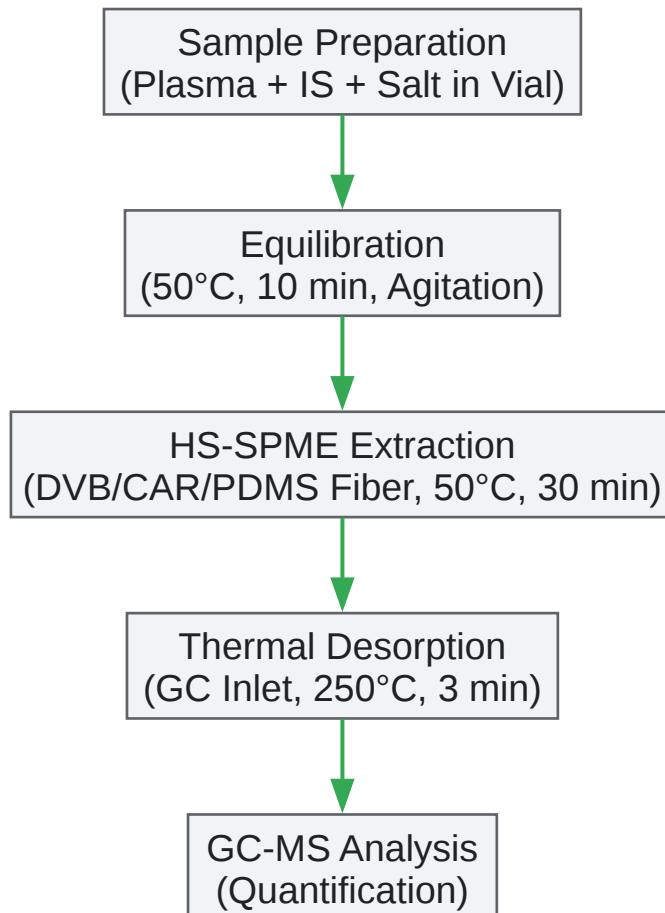 Sample Preparation
(Plasma + IS + Salt in Vial)
Equilibration
(50°C, 10 min, Agitation)
HS-SPME Extraction
(DVB/CAR/PDMS Fiber, 50°C, 30 min)
Thermal Desorption
(GC Inlet, 250°C, 3 min)
GC-MS Analysis
(Quantification)